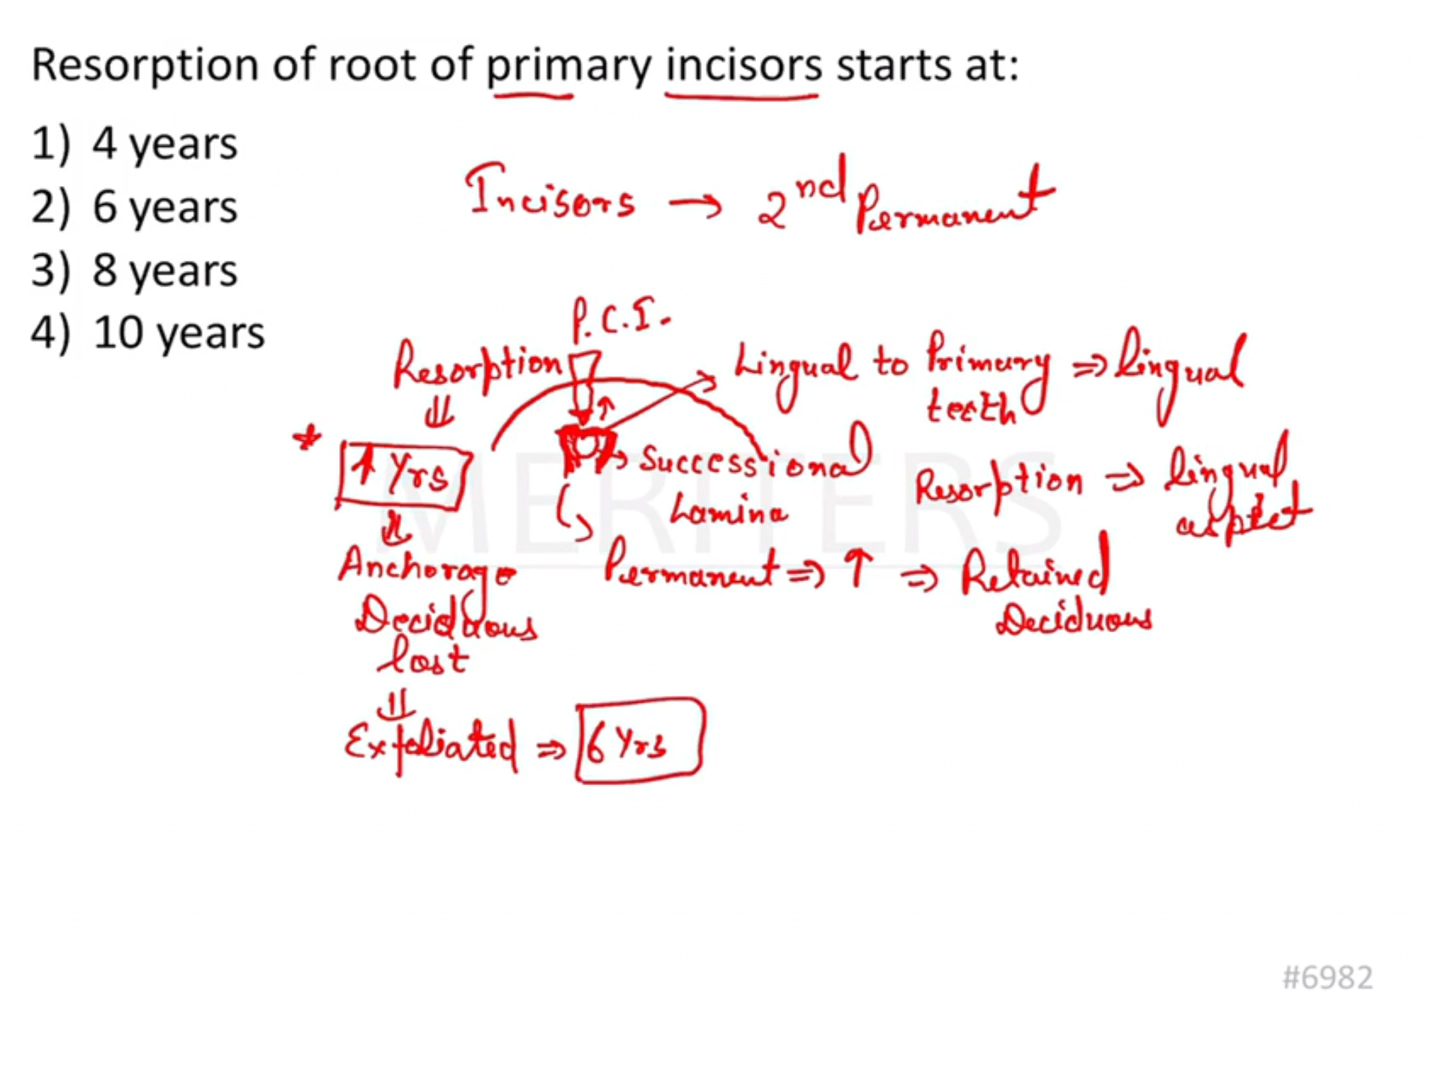 Resorption of root of primary incisors starts at:
1) 4 years
2) 6 years
3) 8 years
4) 10 years
Incisors → 2nd Permanent
P.C.I.
Resorption
Lingual to Primary teeth ⇒ lingual
Yrs
Successional Lamina
Resorption ⇒ lingual
Anchorage
Deciduous
lost
Permanent ⇒ ↑ ⇒ Retained Deciduous
Exfoliated ⇒ 6 Yrs
MERITERS
#6982